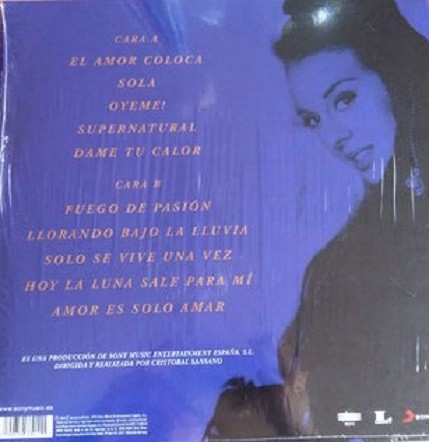 CARA A
EL AMOR COLOCA
SOLA
OYEME!
SUPERNATURAL
DAME TU CALOR
CARA B
FUEGO DE PASIÓN
LLORANDO BAJO LA LLUVIA
SOLO SE VIVE UNA VEZ
HOY LA LUNA SALE PARA MÍ
AMOR ES SOLO AMAR
ES UNA PRODUCCIÓN DE SONY MUSIC ENTERTAINMENT ESPAÑA, S.L.
DIRIGIDA Y REALIZADA POR CRISTOBAL SANSANO
www.sonymusic.es
L